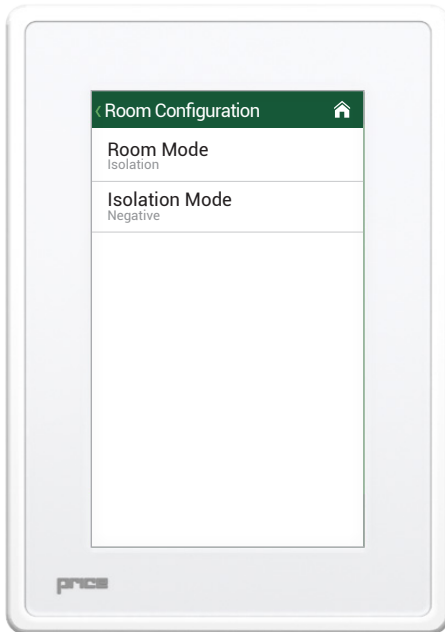 Room Configuration
Room Mode
Isolation
Isolation Mode
Negative
price